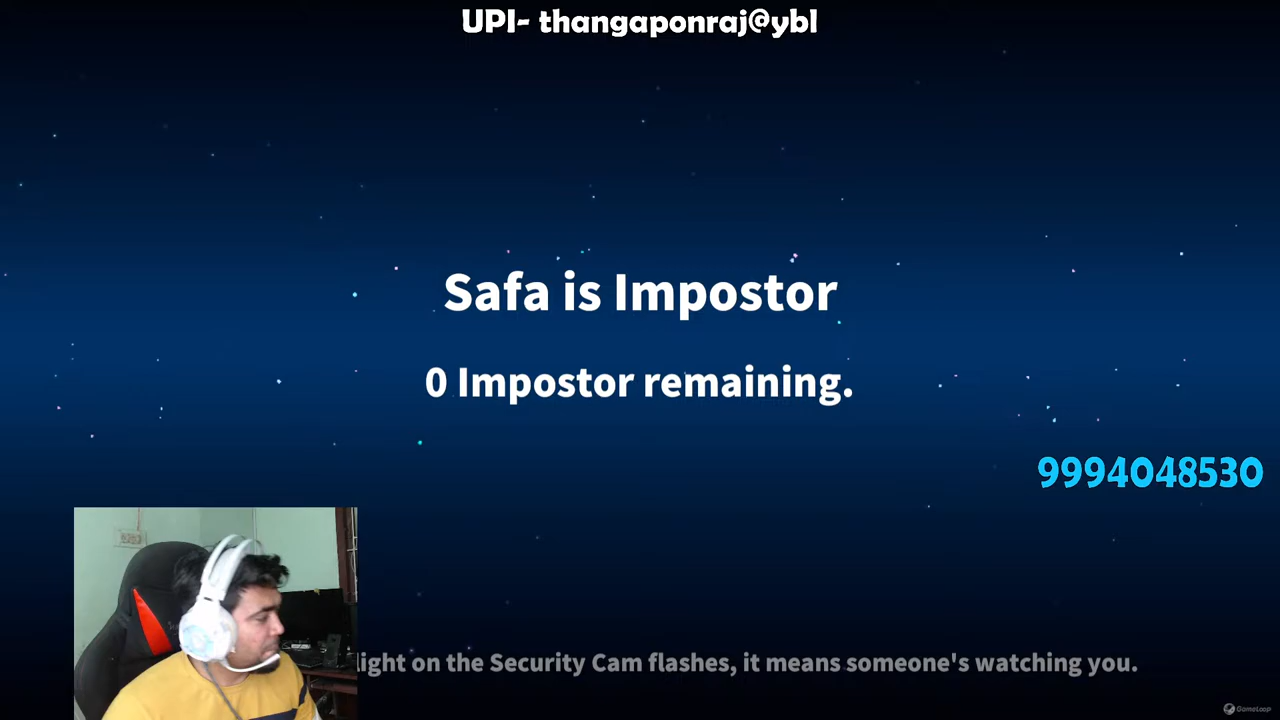 UPI- thangaponraj@ybl
Safa is Impostor
0 Impostor remaining.
9994048530
light on the Security Cam flashes, it means someone's watching you.
GameLoop